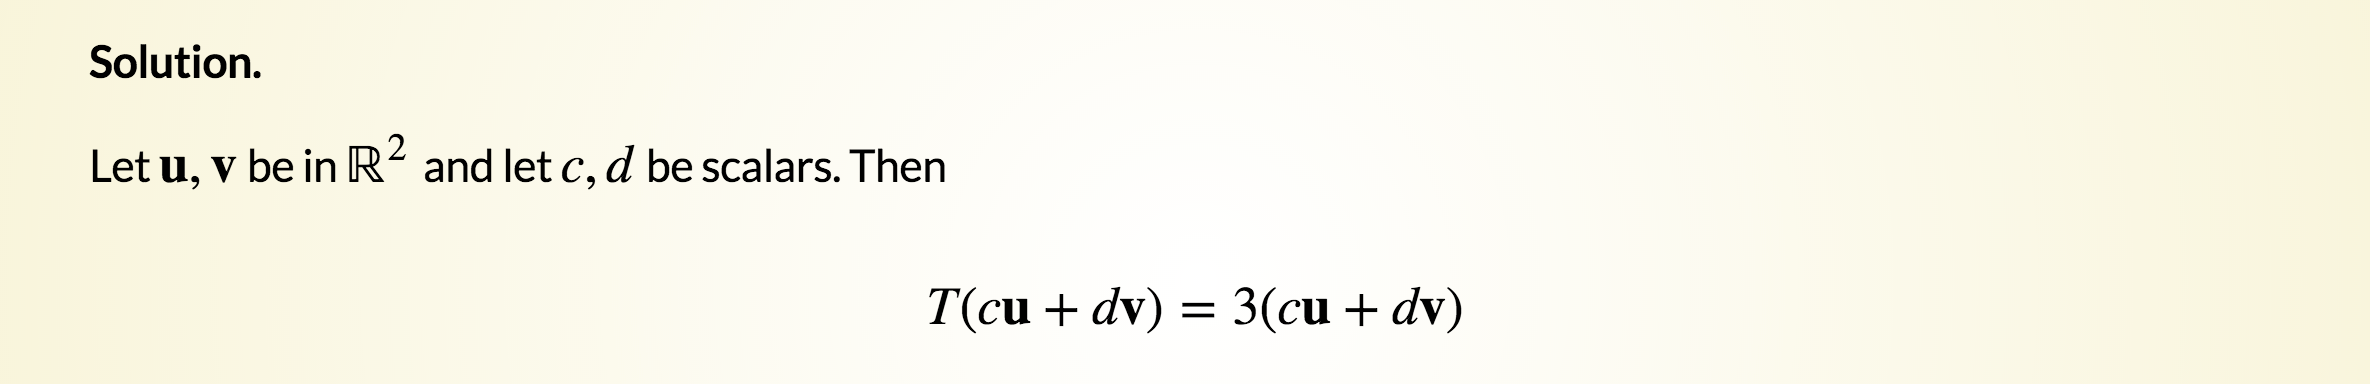 Solution.
Let u, v be in ℝ² and let c, d be scalars. Then
T(cu + dv) = 3(cu + dv)